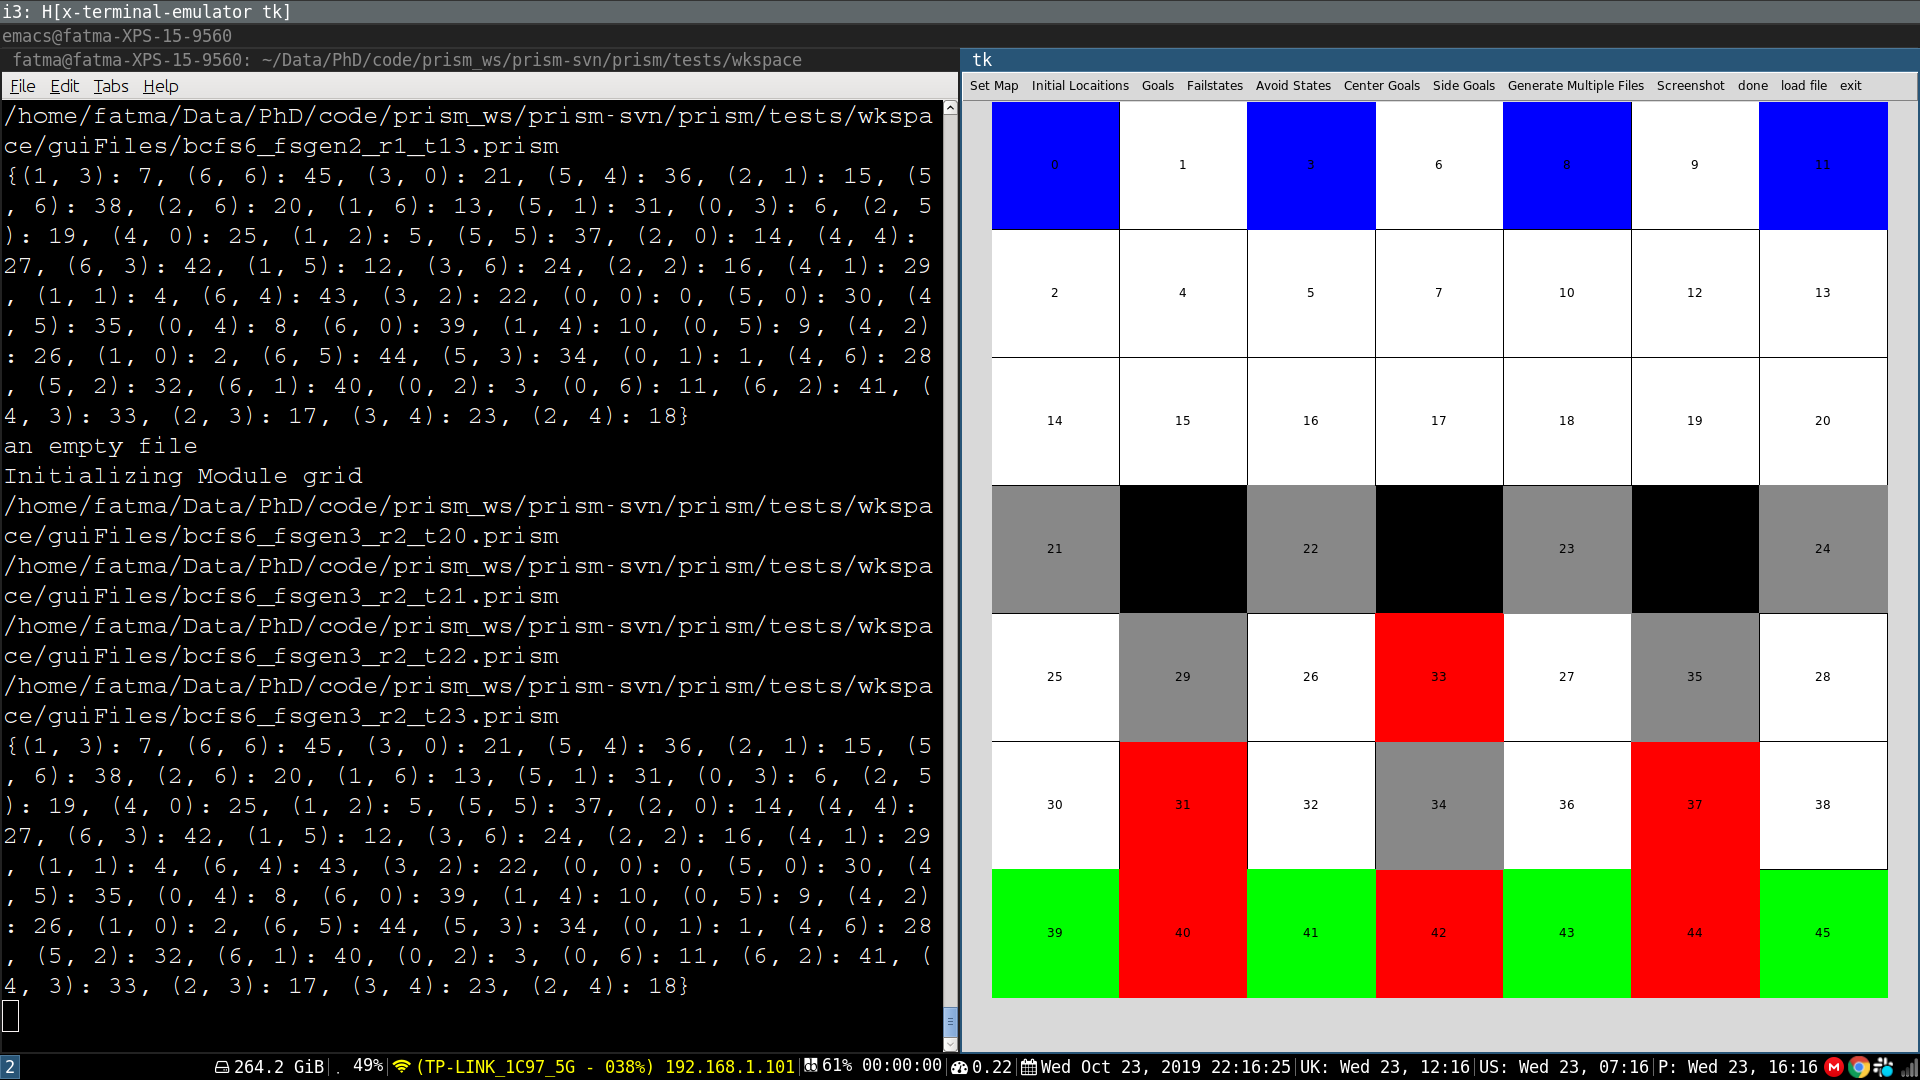 i3: H[x-terminal-emulator tk]
emacs@fatma-XPS-15-9560
fatma@fatma-XPS-15-9560: ~/Data/PhD/code/prism_ws/prism-svn/prism/tests/wkspace
File Edit Tabs Help
/home/fatma/Data/PhD/code/prism_ws/prism-svn/prism/tests/wkspa
ce/guiFiles/bcfs6_fsgen2_r1_t13.prism
{(1, 3): 7, (6, 6): 45, (3, 0): 21, (5, 4): 36, (2, 1): 15, (5
, 6): 38, (2, 6): 20, (1, 6): 13, (5, 1): 31, (0, 3): 6, (2, 5
): 19, (4, 0): 25, (1, 2): 5, (5, 5): 37, (2, 0): 14, (4, 4):
27, (6, 3): 42, (1, 5): 12, (3, 6): 24, (2, 2): 16, (4, 1): 29
, (1, 1): 4, (6, 4): 43, (3, 2): 22, (0, 0): 0, (5, 0): 30, (4
, 5): 35, (0, 4): 8, (6, 0): 39, (1, 4): 10, (0, 5): 9, (4, 2)
: 26, (1, 0): 2, (6, 5): 44, (5, 3): 34, (0, 1): 1, (4, 6): 28
, (5, 2): 32, (6, 1): 40, (0, 2): 3, (0, 6): 11, (6, 2): 41, (
4, 3): 33, (2, 3): 17, (3, 4): 23, (2, 4): 18}
an empty file
Initializing Module grid
/home/fatma/Data/PhD/code/prism_ws/prism-svn/prism/tests/wkspa
ce/guiFiles/bcfs6_fsgen3_r2_t20.prism
/home/fatma/Data/PhD/code/prism_ws/prism-svn/prism/tests/wkspa
ce/guiFiles/bcfs6_fsgen3_r2_t21.prism
/home/fatma/Data/PhD/code/prism_ws/prism-svn/prism/tests/wkspa
ce/guiFiles/bcfs6_fsgen3_r2_t22.prism
/home/fatma/Data/PhD/code/prism_ws/prism-svn/prism/tests/wkspa
ce/guiFiles/bcfs6_fsgen3_r2_t23.prism
{(1, 3): 7, (6, 6): 45, (3, 0): 21, (5, 4): 36, (2, 1): 15, (5
, 6): 38, (2, 6): 20, (1, 6): 13, (5, 1): 31, (0, 3): 6, (2, 5
): 19, (4, 0): 25, (1, 2): 5, (5, 5): 37, (2, 0): 14, (4, 4):
27, (6, 3): 42, (1, 5): 12, (3, 6): 24, (2, 2): 16, (4, 1): 29
, (1, 1): 4, (6, 4): 43, (3, 2): 22, (0, 0): 0, (5, 0): 30, (4
, 5): 35, (0, 4): 8, (6, 0): 39, (1, 4): 10, (0, 5): 9, (4, 2)
: 26, (1, 0): 2, (6, 5): 44, (5, 3): 34, (0, 1): 1, (4, 6): 28
, (5, 2): 32, (6, 1): 40, (0, 2): 3, (0, 6): 11, (6, 2): 41, (
4, 3): 33, (2, 3): 17, (3, 4): 23, (2, 4): 18}
tk
Set Map Initial Locaitions Goals Failstates Avoid States Center Goals Side Goals Generate Multiple Files Screenshot done load file exit
0 1 3 6 8 9 11
2 4 5 7 10 12 13
14 15 16 17 18 19 20
21 22 23 24
25 29 26 33 27 35 28
30 31 32 34 36 37 38
39 40 41 42 43 44 45
2 264.2 GiB| . 49% (TP-LINK_1C97_5G - 038%) 192.168.1.101 61% 00:00:00 0.22 Wed Oct 23, 2019 22:16:25|UK: Wed 23, 12:16|US: Wed 23, 07:16|P: Wed 23, 16:16 M